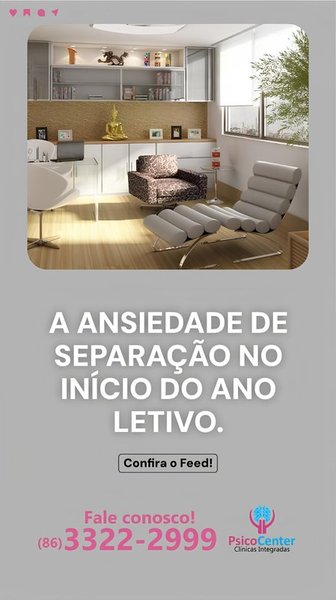 A ANSIEDADE DE
SEPARAÇÃO NO
INÍCIO DO ANO
LETIVO.
Confira o Feed!
Fale conosco!
(86) 3322-2999
PsicoCenter
Clínicas Integradas